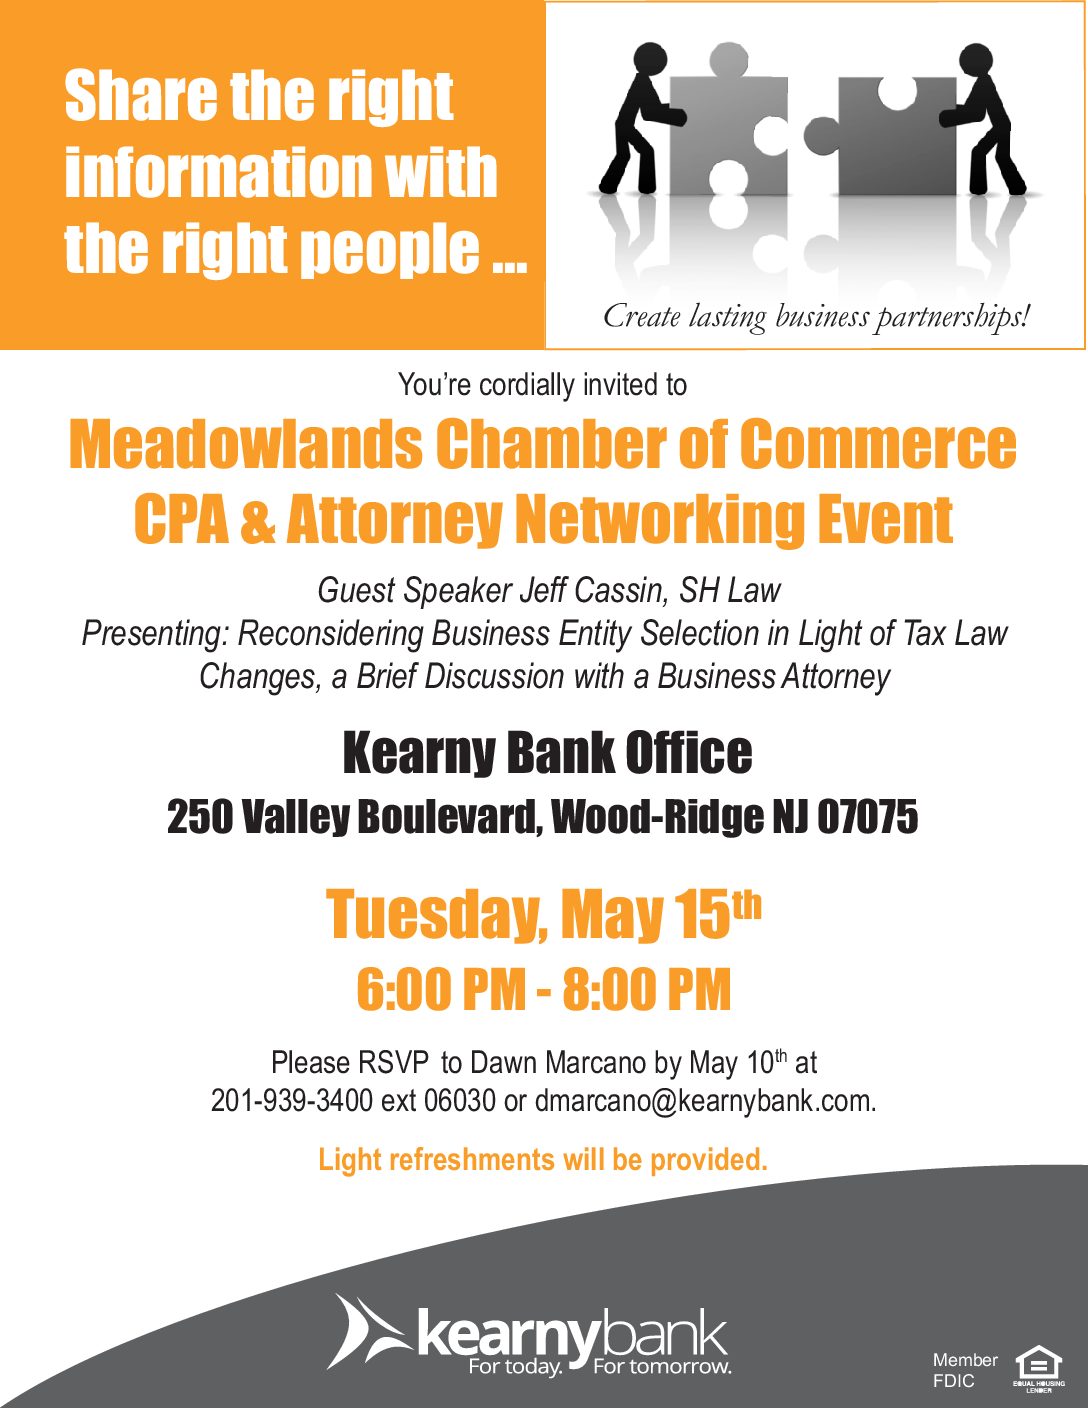 Share the right
information with
the right people ...
Create lasting business partnerships!
You're cordially invited to
Meadowlands Chamber of Commerce
CPA & Attorney Networking Event
Guest Speaker Jeff Cassin, SH Law
Presenting: Reconsidering Business Entity Selection in Light of Tax Law
Changes, a Brief Discussion with a Business Attorney
Kearny Bank Office
250 Valley Boulevard, Wood-Ridge NJ 07075
Tuesday, May 15th
6:00 PM - 8:00 PM
Please RSVP to Dawn Marcano by May 10th at
201-939-3400 ext 06030 or dmarcano@kearnybank.com.
Light refreshments will be provided.
kearnybank
For today. For tomorrow.
Member
FDIC
EQUAL HOUSING
LENDER